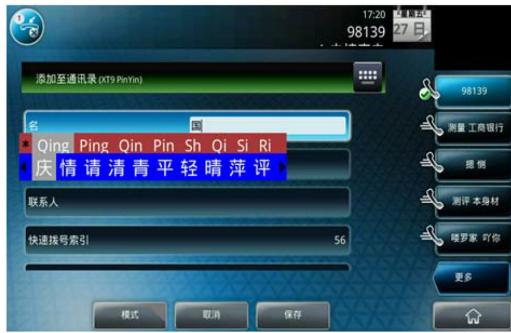 17:20
98139
27 日
添加至通讯录 (XT9 PinYin)
98139
名
国
测量 工商银行
* Qing Ping Qin Pin Sh Qi Si Ri
庆 情 请 清 青 平 轻 晴 萍 评
联系人
测评 本身材
快速拨号索引
56
喽罗家 吖你
更多
模式
取消
保存